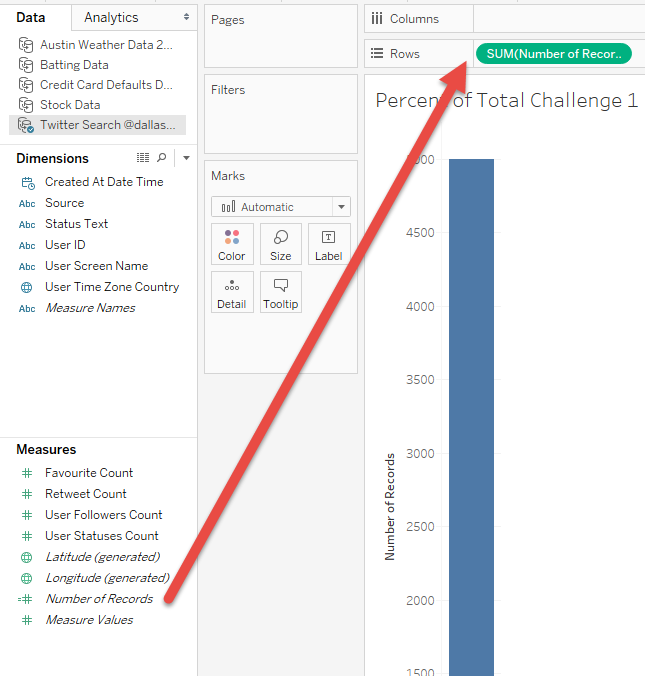 Data
Analytics
Austin Weather Data 2...
Batting Data
Credit Card Defaults D...
Stock Data
Twitter Search @dallas...
Dimensions
Created At Date Time
Abc Source
Abc Status Text
Abc User ID
Abc User Screen Name
User Time Zone Country
Abc Measure Names
Measures
Favourite Count
Retweet Count
User Followers Count
User Statuses Count
Latitude (generated)
Longitude (generated)
Number of Records
Measure Values
Pages
Filters
Marks
Automatic
Color
Size
Label
Detail
Tooltip
Columns
Rows
SUM(Number of Recor..
Percent of Total Challenge 1
5000
4500
4000
3500
3000
2500
2000
1500
Number of Records